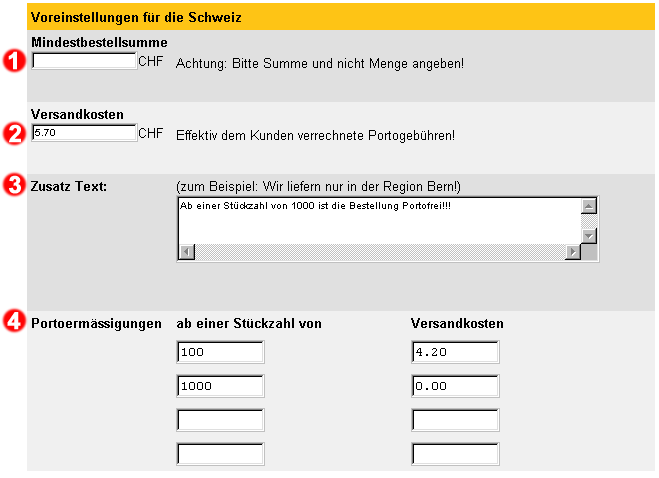 Voreinstellungen für die Schweiz
Mindestbestellsumme
1 CHF Achtung: Bitte Summe und nicht Menge angeben!
Versandkosten
2 5.70 CHF Effektiv dem Kunden verrechnete Portogebühren!
3 Zusatz Text: (zum Beispiel: Wir liefern nur in der Region Bern!)
Ab einer Stückzahl von 1000 ist die Bestellung Portofrei!!!
4 Portoermässigungen ab einer Stückzahl von Versandkosten
100 4.20
1000 0.00